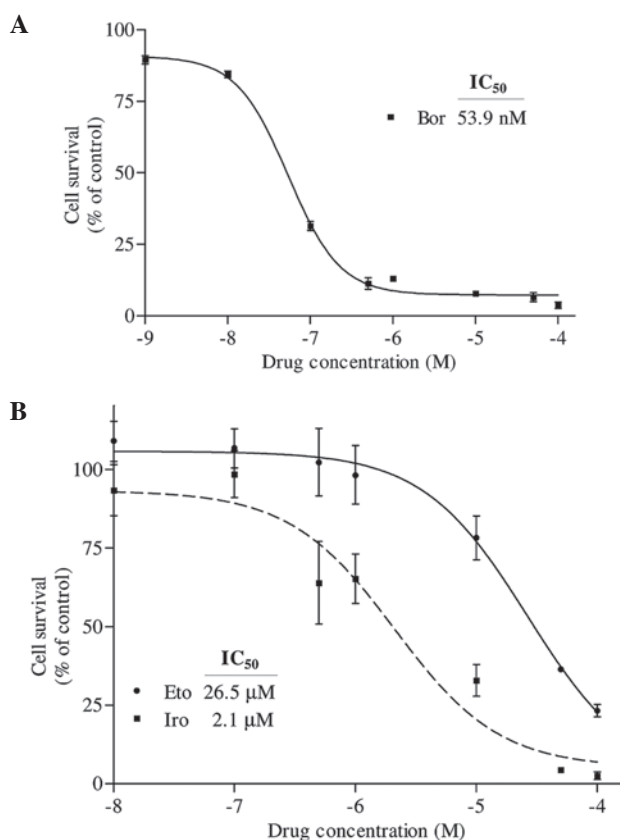 A
100
75
50
25
0
Cell survival
(% of control)
IC50
Bor 53.9 nM
-9 -8 -7 -6 -5 -4
Drug concentration (M)
B
100
75
50
25
0
Cell survival
(% of control)
IC50
Eto 26.5 μM
Iro 2.1 μM
-8 -7 -6 -5 -4
Drug concentration (M)